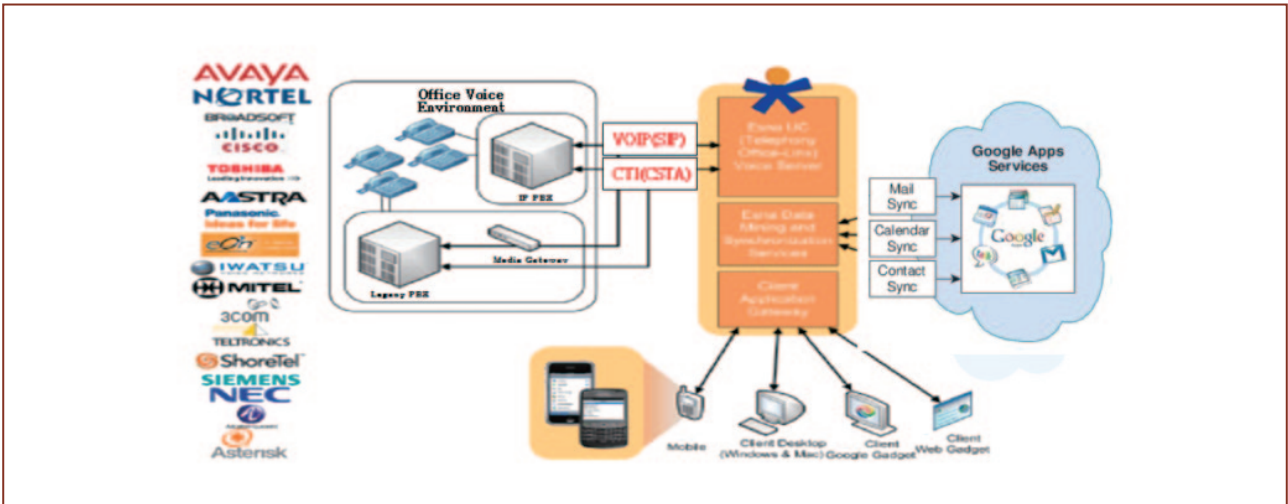 AVAYA
NORTEL
BROADSOFT
CISCO
TOSHIBA
Leading Innovation
AASTRA
Panasonic
ideas for life
eOn
IWATSU
MITEL
3com
TELTRONICS
ShoreTel
SIEMENS
NEC
Asterisk
Office Voice
Environment
IP PBX
Legacy PBX
Media Gateway
VOIP(SIP)
CTI(CSTA)
Esna UC
(Telephony
Office-Linx)
Voice Server
Esna Data
Mining and
Synchronization
Services
Client
Application
Gateway
Mail
Sync
Calendar
Sync
Contact
Sync
Google Apps
Services
Google
Mobile
Client Desktop
(Windows & Mac)
Client
Google Gadget
Client
Web Gadget